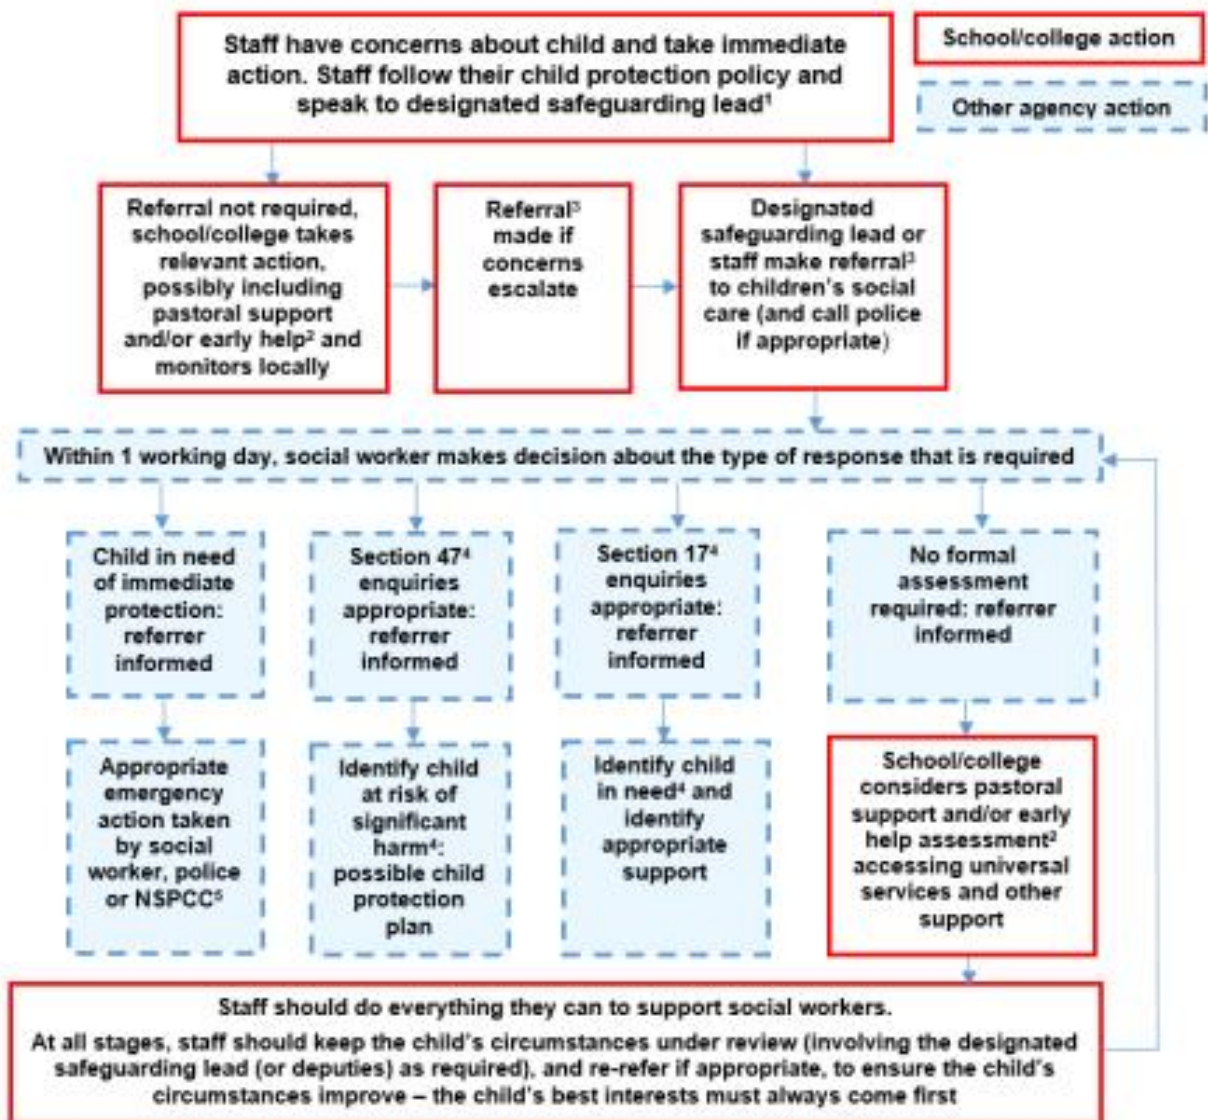 Staff have concerns about child and take immediate
action. Staff follow their child protection policy and
speak to designated safeguarding lead¹
School/college action
Other agency action
Referral not required,
school/college takes
relevant action,
possibly including
pastoral support
and/or early help² and
monitors locally
Referral³
made if
concerns
escalate
Designated
safeguarding lead or
staff make referral³
to children's social
care (and call police
if appropriate)
Within 1 working day, social worker makes decision about the type of response that is required
Child in need
of immediate
protection:
referrer
informed
Section 47⁴
enquiries
appropriate:
referrer
informed
Section 17⁴
enquiries
appropriate:
referrer
informed
No formal
assessment
required: referrer
informed
Appropriate
emergency
action taken
by social
worker, police
or NSPCC⁵
Identify child
at risk of
significant
harm⁴:
possible child
protection
plan
Identify child
in need⁴ and
identify
appropriate
support
School/college
considers pastoral
support and/or early
help assessment²
accessing universal
services and other
support
Staff should do everything they can to support social workers.
At all stages, staff should keep the child's circumstances under review (involving the designated
safeguarding lead (or deputies) as required), and re-refer if appropriate, to ensure the child's
circumstances improve – the child's best interests must always come first